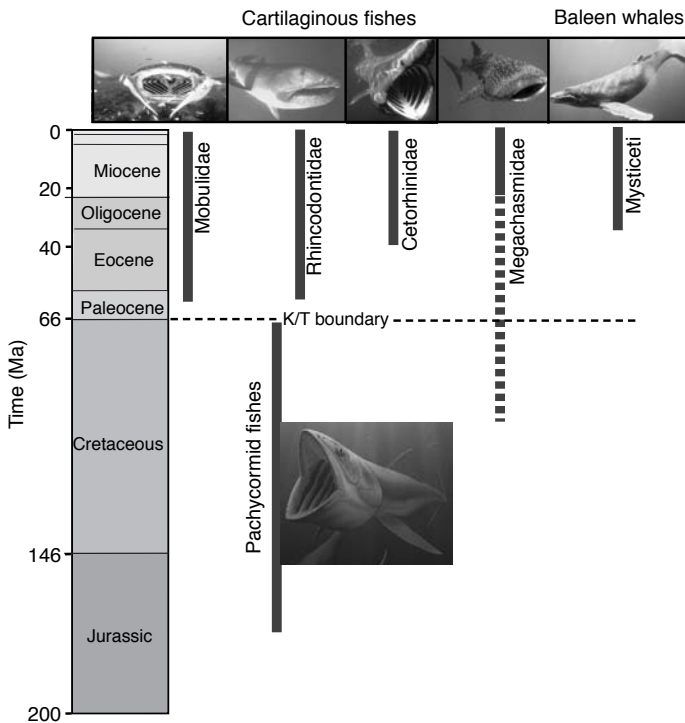 Cartilaginous fishes
Baleen whales
0
Miocene
20
Oligocene
40
Eocene
Paleocene
66
K/T boundary
Time (Ma)
Cretaceous
146
Jurassic
200
Mobulidae
Rhincodontidae
Cetorhinidae
Megachasmidae
Mysticeti
Pachycormid fishes